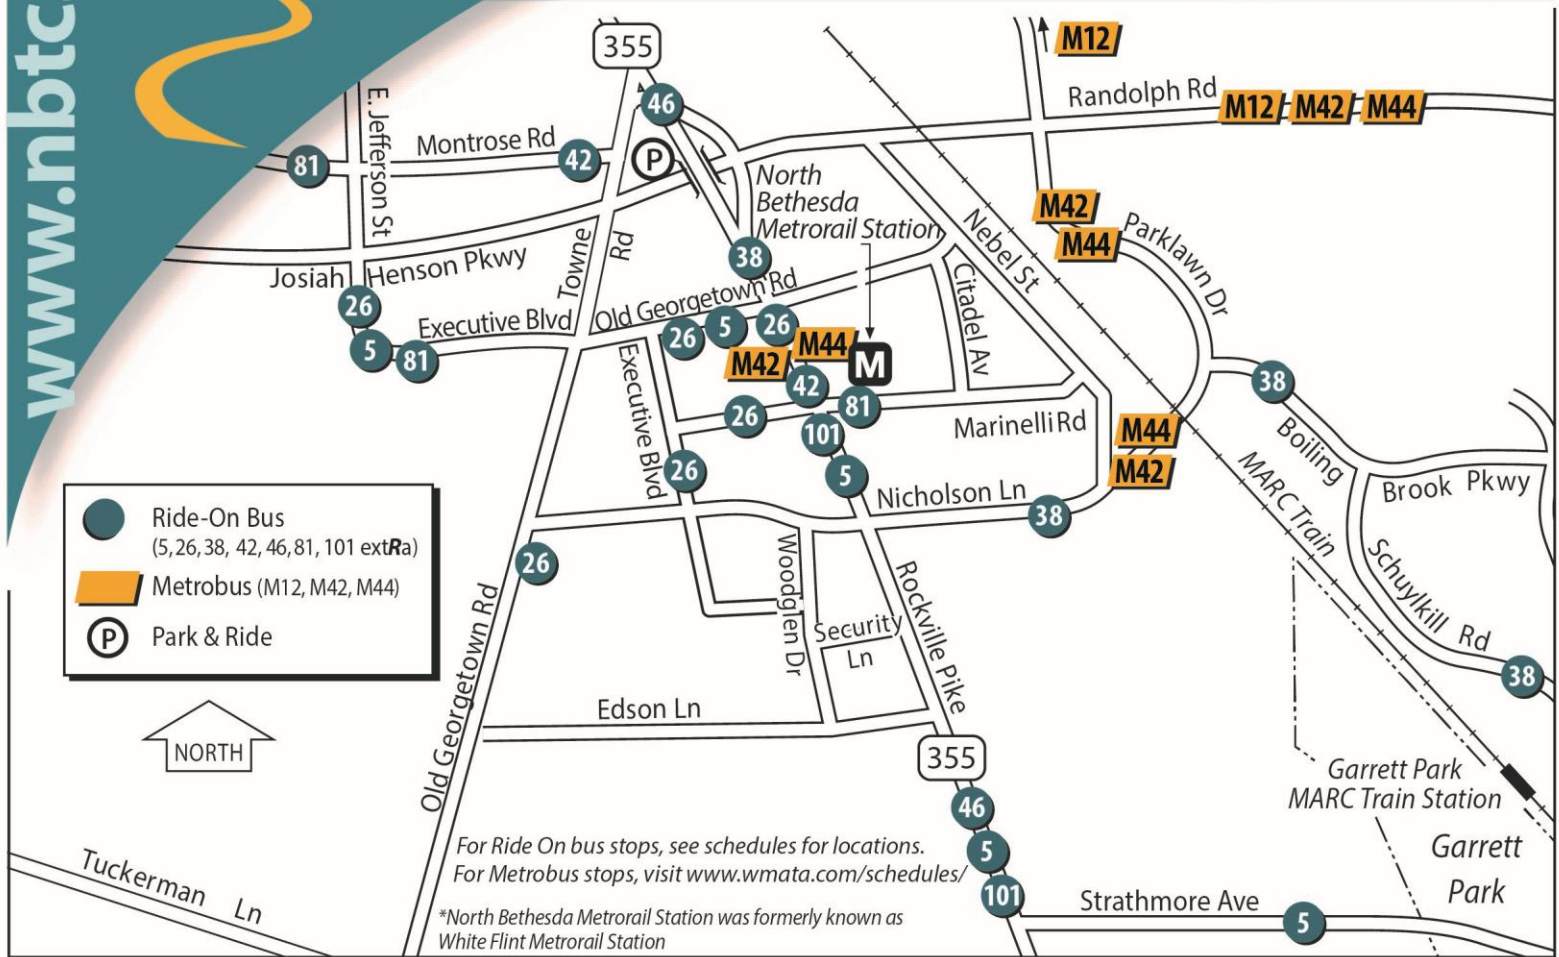 www.nbtc
355
M12
Randolph Rd
M12
M42
M44
E. Jefferson St
46
Montrose Rd
81
42
P
North
Bethesda
Metrorail Station
M42
M44
Parklawn Dr
Nebel St
Towne
Rd
38
Josiah
Henson Pkwy
26
Executive Blvd
Old Georgetown Rd
Citadel Av
5
81
26
5
26
M44
M42
M
Executive Blvd
42
38
26
81
101
Marinelli Rd
M44
M42
Boiling
Brook Pkwy
MARC Train
26
5
Nicholson Ln
38
Ride-On Bus
(5, 26, 38, 42, 46, 81, 101 extRa)
Metrobus (M12, M42, M44)
P
Park & Ride
26
Woodglen Dr
Rockville Pike
Schuylkill Rd
Security
Ln
38
Old Georgetown Rd
Edson Ln
NORTH
355
Garrett Park
MARC Train Station
46
Garrett
Park
For Ride On bus stops, see schedules for locations.
For Metrobus stops, visit www.wmata.com/schedules/
5
101
Tuckerman Ln
Strathmore Ave
5
*North Bethesda Metrorail Station was formerly known as
White Flint Metrorail Station